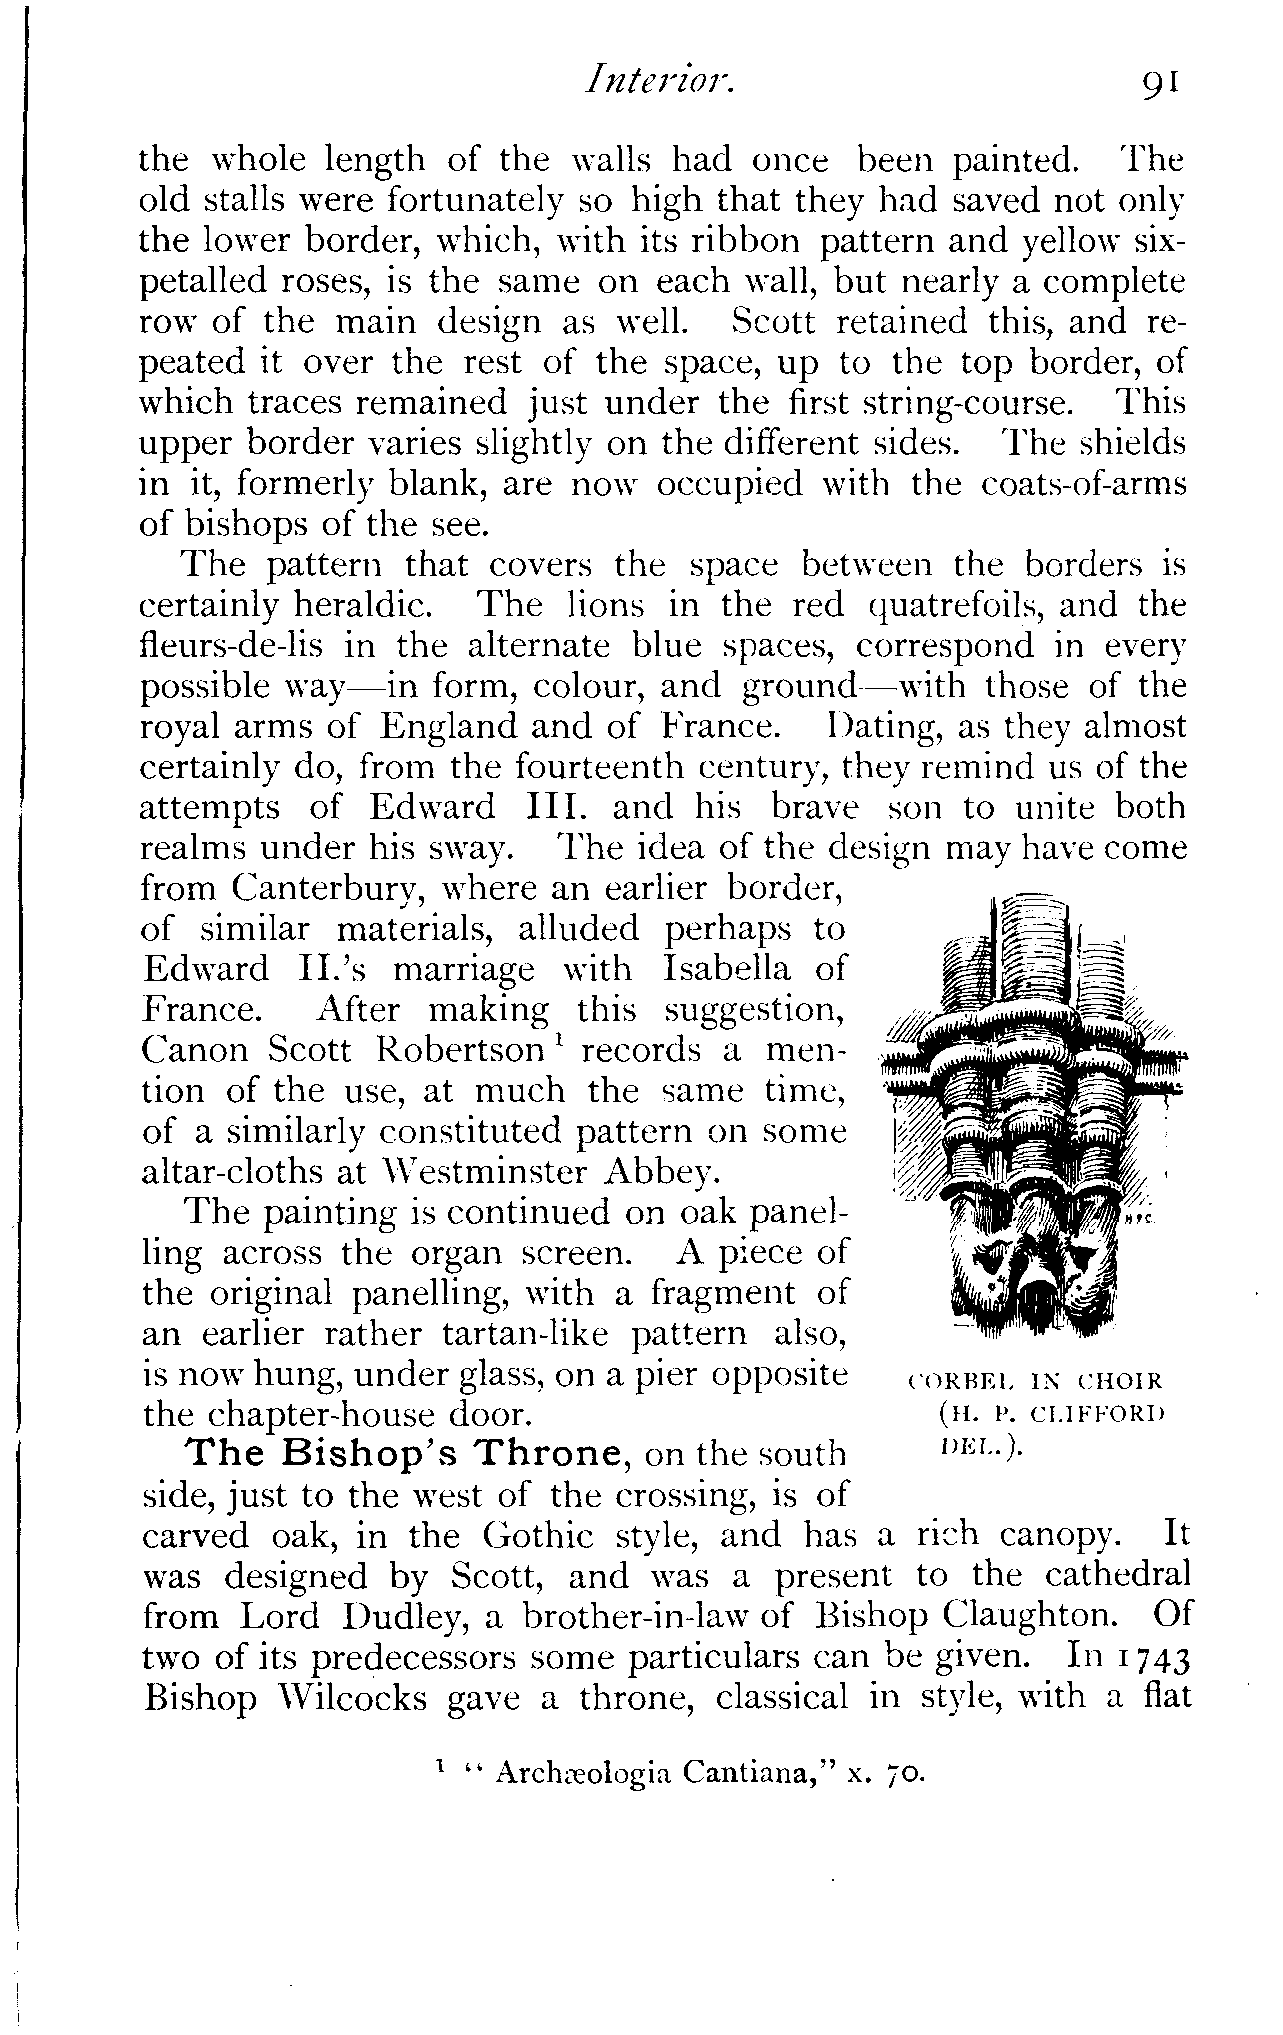 Interior. 91
the whole length of the walls had once been painted. The
old stalls were fortunately so high that they had saved not only
the lower border, which, with its ribbon pattern and yellow six-
petalled roses, is the same on each wall, but nearly a complete
row of the main design as well. Scott retained this, and re-
peated it over the rest of the space, up to the top border, of
which traces remained just under the first string-course. This
upper border varies slightly on the different sides. The shields
in it, formerly blank, are now occupied with the coats-of-arms
of bishops of the see.
The pattern that covers the space between the borders is
certainly heraldic. The lions in the red quatrefoils, and the
fleurs-de-lis in the alternate blue spaces, correspond in every
possible way—in form, colour, and ground—with those of the
royal arms of England and of France. Dating, as they almost
certainly do, from the fourteenth century, they remind us of the
attempts of Edward III. and his brave son to unite both
realms under his sway. The idea of the design may have come
from Canterbury, where an earlier border,
of similar materials, alluded perhaps to
Edward II.'s marriage with Isabella of
France. After making this suggestion,
Canon Scott Robertson ¹ records a men-
tion of the use, at much the same time,
of a similarly constituted pattern on some
altar-cloths at Westminster Abbey.
The painting is continued on oak panel-
ling across the organ screen. A piece of
the original panelling, with a fragment of
an earlier rather tartan-like pattern also,
is now hung, under glass, on a pier opposite
the chapter-house door.
H P C.
CORBEL IN CHOIR
(H. P. CLIFFORD
DEL.).
The Bishop's Throne, on the south
side, just to the west of the crossing, is of
carved oak, in the Gothic style, and has a rich canopy. It
was designed by Scott, and was a present to the cathedral
from Lord Dudley, a brother-in-law of Bishop Claughton. Of
two of its predecessors some particulars can be given. In 1743
Bishop Wilcocks gave a throne, classical in style, with a flat
¹ "Archæologia Cantiana," x. 70.